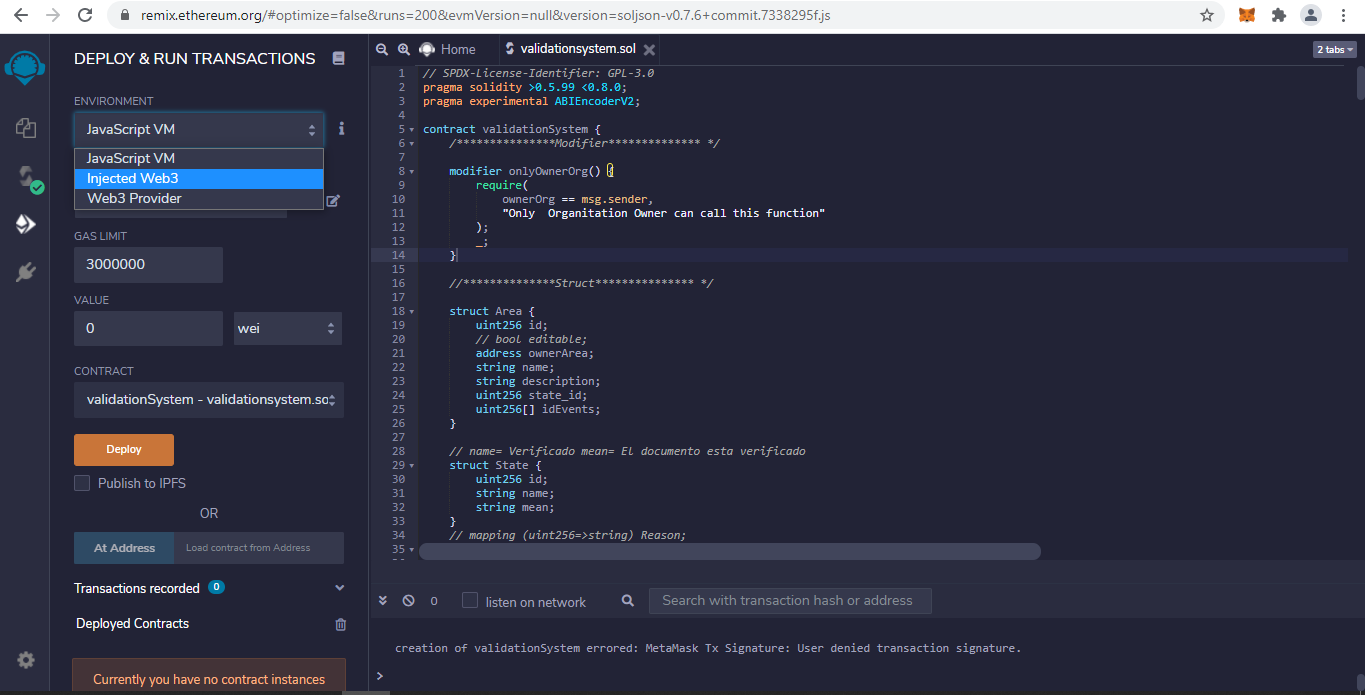 remix.ethereum.org/#optimize=false&runs=200&evmVersion=null&version=soljson-v0.7.6+commit.7338295f.js
DEPLOY & RUN TRANSACTIONS
ENVIRONMENT
JavaScript VM
JavaScript VM
Injected Web3
Web3 Provider
GAS LIMIT
3000000
VALUE
0
wei
CONTRACT
validationSystem - validationsystem.so
Deploy
Publish to IPFS
OR
At Address
Load contract from Address
Transactions recorded 0
Deployed Contracts
Currently you have no contract instances
Home
validationsystem.sol
2 tabs
1 // SPDX-License-Identifier: GPL-3.0
2 pragma solidity >0.5.99 <0.8.0;
3 pragma experimental ABIEncoderV2;
4
5 contract validationSystem {
6 /***************Modifier************** */
7
8 modifier onlyOwnerOrg() {
9 require(
10 ownerOrg == msg.sender,
11 "Only  Organitation Owner can call this function"
12 );
13 _;
14 }
15
16 //**************Struct*************** */
17
18 struct Area {
19 uint256 id;
20 // bool editable;
21 address ownerArea;
22 string name;
23 string description;
24 uint256 state_id;
25 uint256[] idEvents;
26 }
27
28 // name= Verificado mean= El documento esta verificado
29 struct State {
30 uint256 id;
31 string name;
32 string mean;
33 }
34 // mapping (uint256=>string) Reason;
35
0
listen on network
Search with transaction hash or address
creation of validationSystem errored: MetaMask Tx Signature: User denied transaction signature.
>